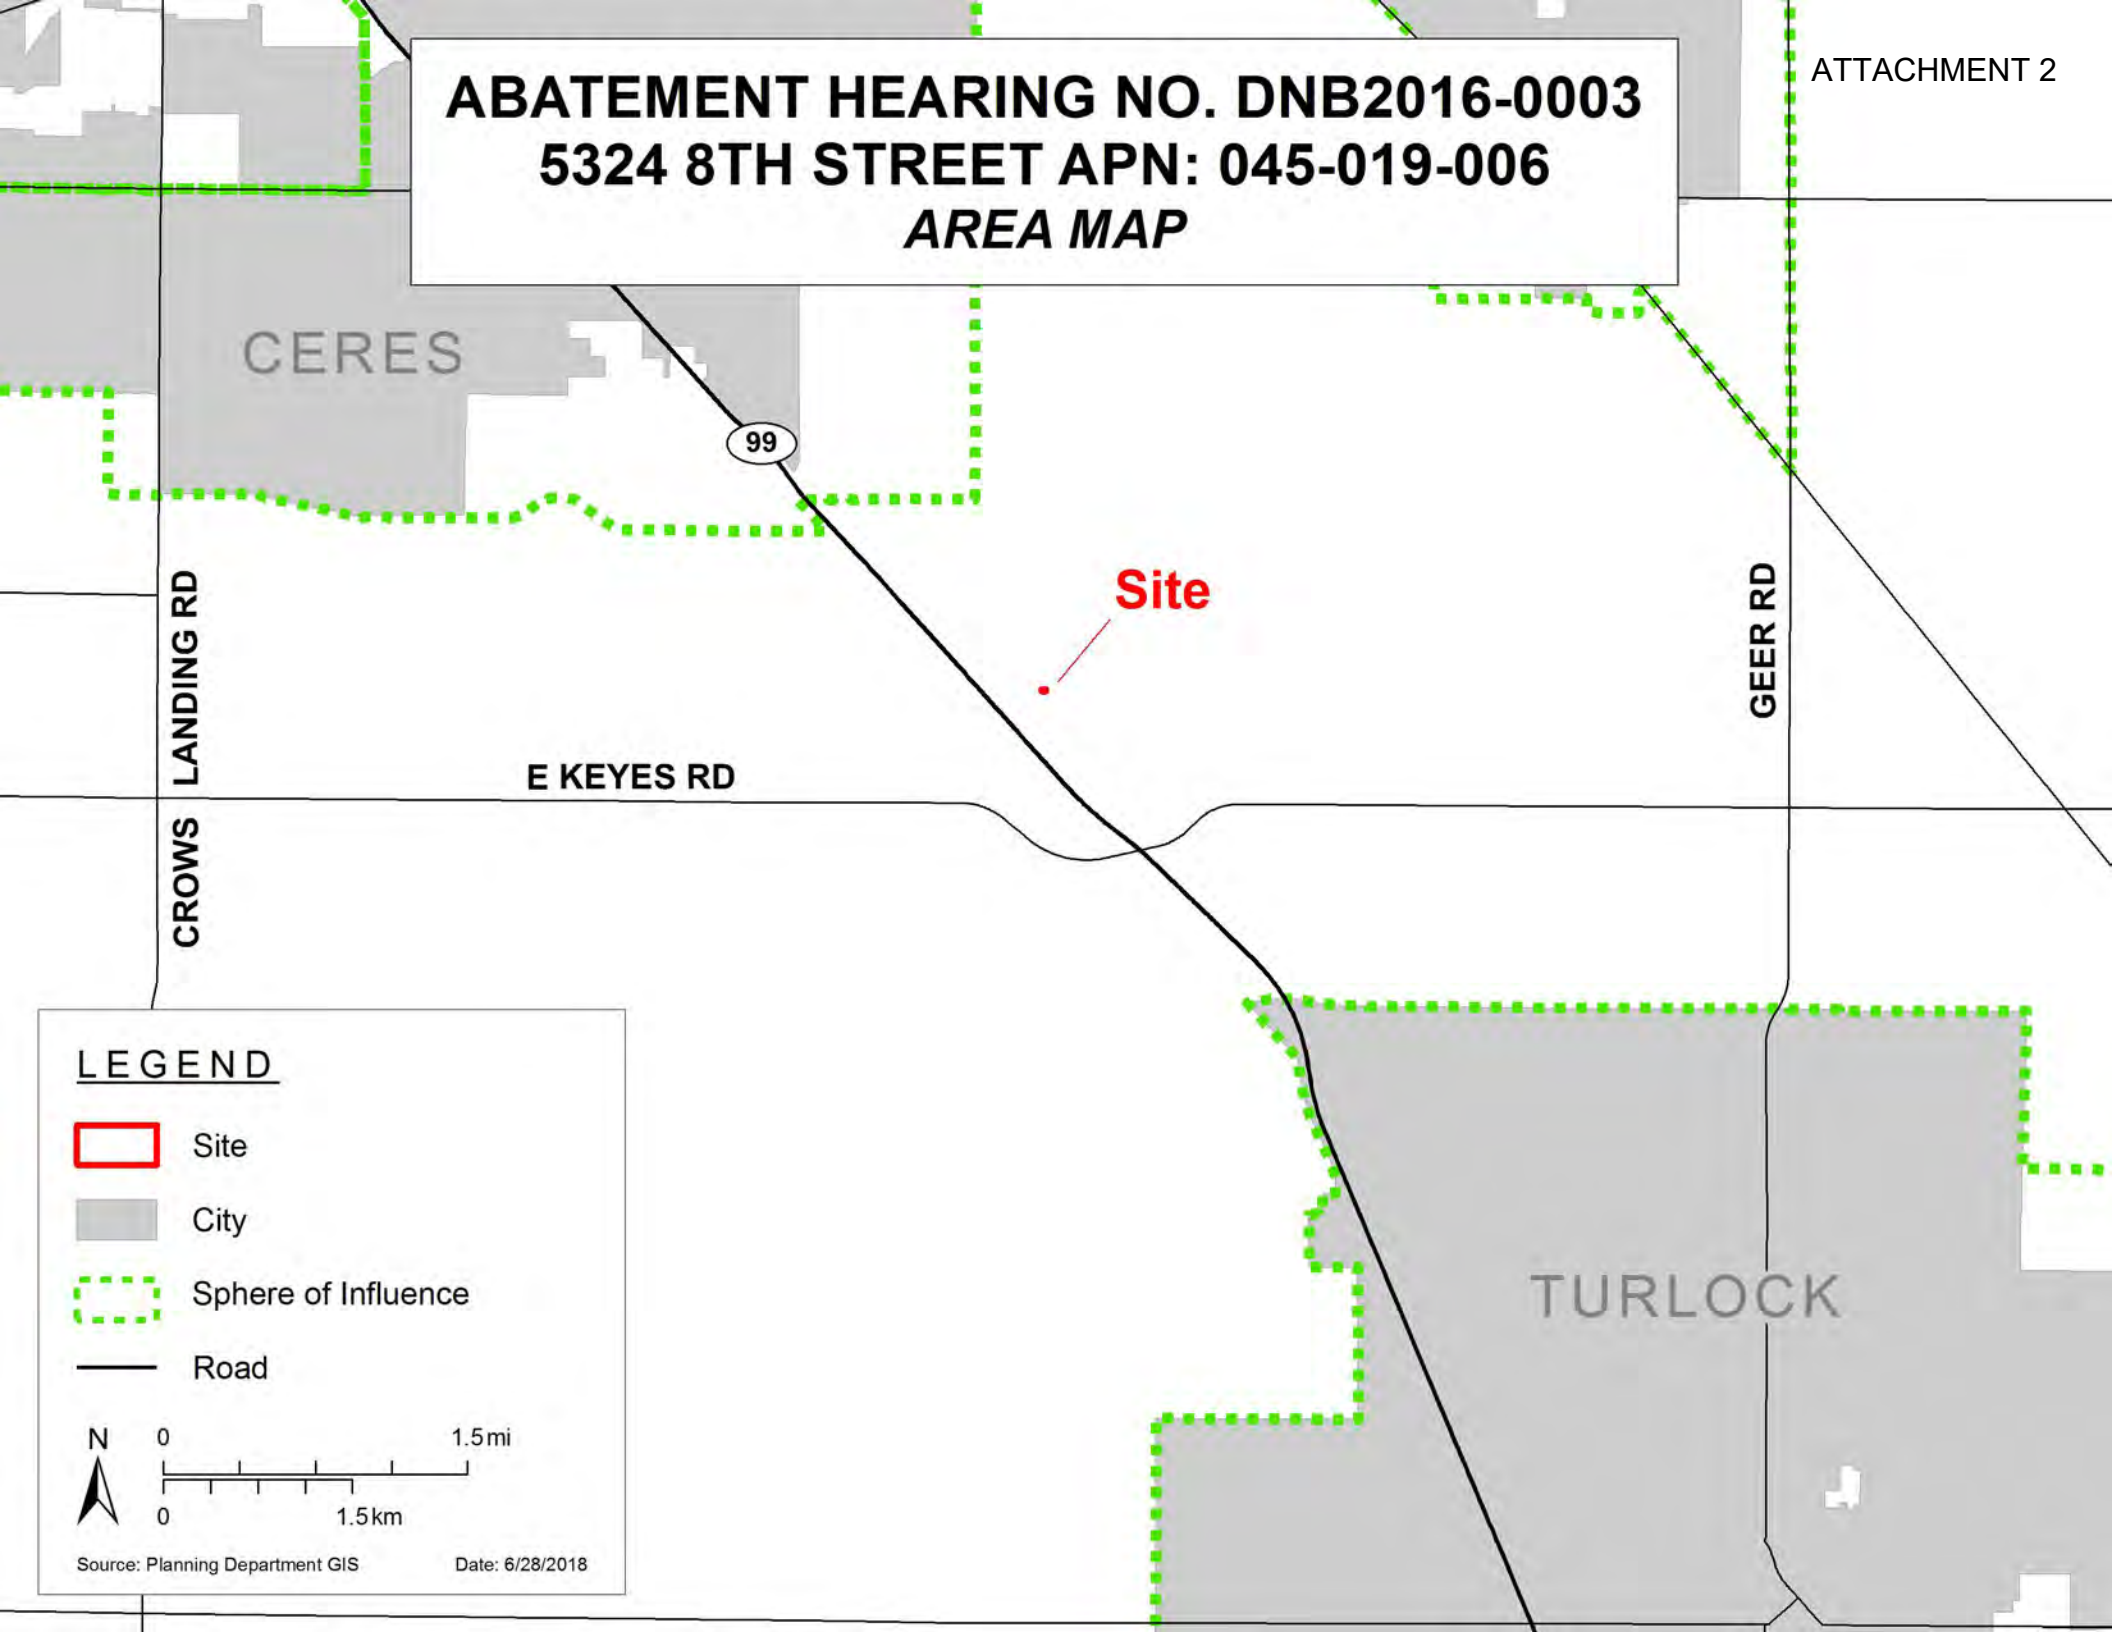 ATTACHMENT 2
ABATEMENT HEARING NO. DNB2016-0003
5324 8TH STREET APN: 045-019-006
AREA MAP
CERES
99
Site
CROWS LANDING RD
GEER RD
E KEYES RD
TURLOCK
LEGEND
Site
City
Sphere of Influence
Road
N
0 1.5 mi
0 1.5 km
Source: Planning Department GIS Date: 6/28/2018